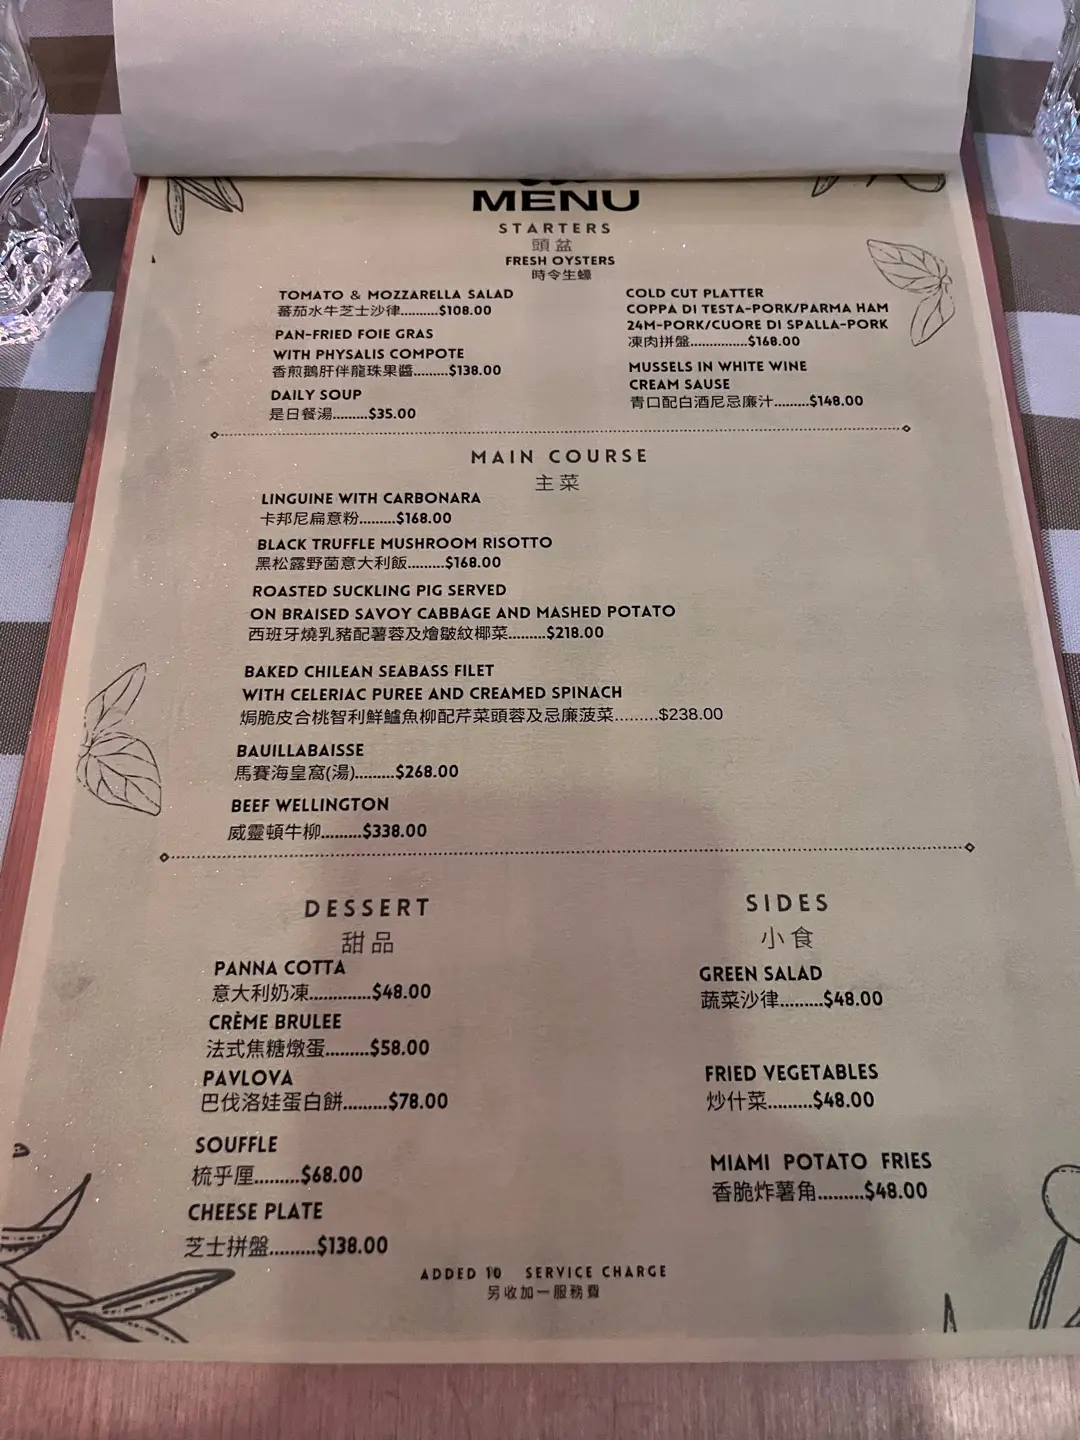 MENU
STARTERS
頭盆
FRESH OYSTERS
時令生蠔
TOMATO & MOZZARELLA SALAD
蕃茄水牛芝士沙律..........$108.00
PAN-FRIED FOIE GRAS
WITH PHYSALIS COMPOTE
香煎鵝肝伴龍珠果醬.........$138.00
DAILY SOUP
是日餐湯.........$35.00
COLD CUT PLATTER
COPPA DI TESTA-PORK/PARMA HAM
24M-PORK/CUORE DI SPALLA-PORK
凍肉拼盤...............$168.00
MUSSELS IN WHITE WINE
CREAM SAUSE
青口配白酒尼忌廉汁.........$148.00
MAIN COURSE
主菜
LINGUINE WITH CARBONARA
卡邦尼扁意粉.........$168.00
BLACK TRUFFLE MUSHROOM RISOTTO
黑松露野菌意大利飯.........$168.00
ROASTED SUCKLING PIG SERVED
ON BRAISED SAVOY CABBAGE AND MASHED POTATO
西班牙燒乳豬配薯蓉及燴皺紋椰菜.........$218.00
BAKED CHILEAN SEABASS FILET
WITH CELERIAC PUREE AND CREAMED SPINACH
焗脆皮合桃智利鮮鱸魚柳配芹菜頭蓉及忌廉菠菜.........$238.00
BAUILLABAISSE
馬賽海皇窩(湯).........$268.00
BEEF WELLINGTON
威靈頓牛柳.........$338.00
DESSERT
甜品
PANNA COTTA
意大利奶凍.............$48.00
CRÈME BRULEE
法式焦糖燉蛋.........$58.00
PAVLOVA
巴伐洛娃蛋白餅.........$78.00
SOUFFLE
梳乎厘.........$68.00
CHEESE PLATE
芝士拼盤.........$138.00
SIDES
小食
GREEN SALAD
蔬菜沙律.........$48.00
FRIED VEGETABLES
炒什菜.........$48.00
MIAMI POTATO FRIES
香脆炸薯角.........$48.00
ADDED 10 SERVICE CHARGE
另收加一服務費